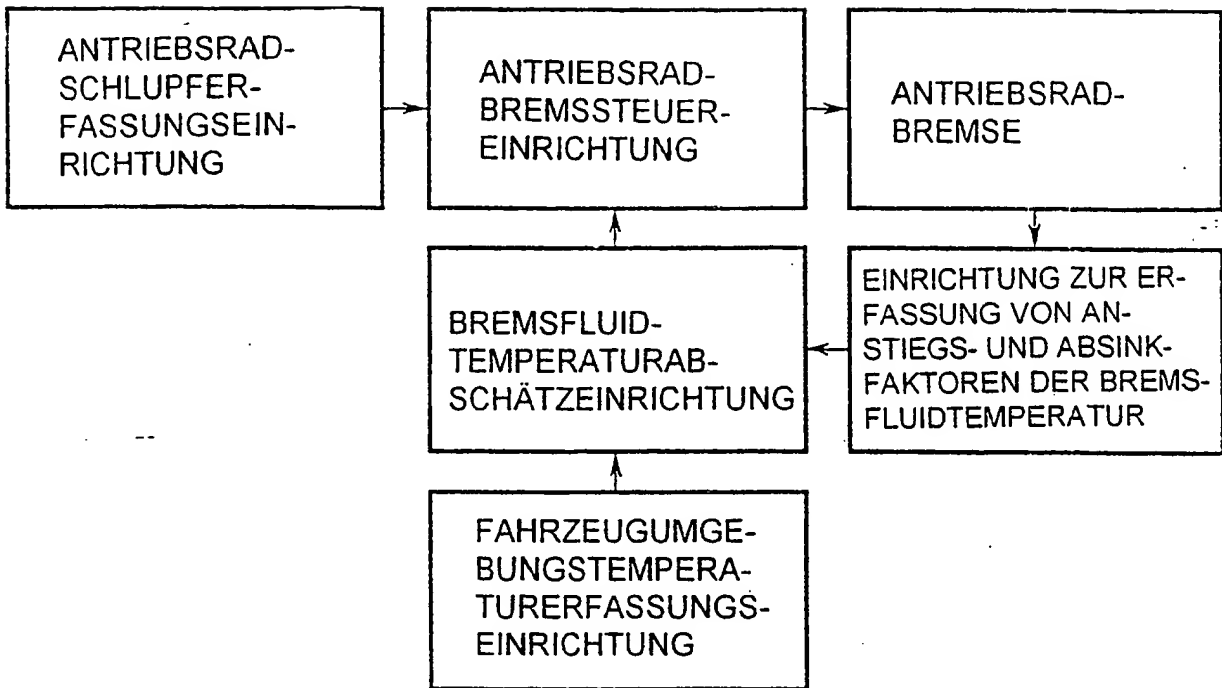 ANTRIEBSRAD-
SCHLUPFER-
FASSUNGSEIN-
RICHTUNG
ANTRIEBSRAD-
BREMSSTEUER-
EINRICHTUNG
ANTRIEBSRAD-
BREMSE
BREMSFLUID-
TEMPERATURAB-
SCHÄTZEINRICHTUNG
EINRICHTUNG ZUR ER-
FASSUNG VON AN-
STIEGS- UND ABSINK-
FAKTOREN DER BREMS-
FLUIDTEMPERATUR
FAHRZEUGUMGE-
BUNGSTEMPERA-
TURERFASSUNGS-
EINRICHTUNG